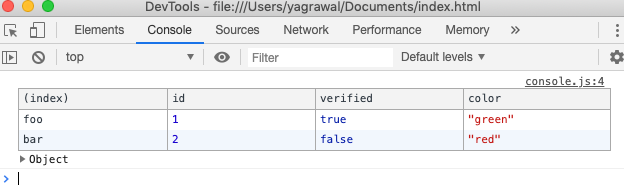 DevTools - file:///Users/yagrawal/Documents/index.html
Elements Console Sources Network Performance Memory »
top Filter Default levels
console.js:4
(index) id verified color
foo 1 true "green"
bar 2 false "red"
Object